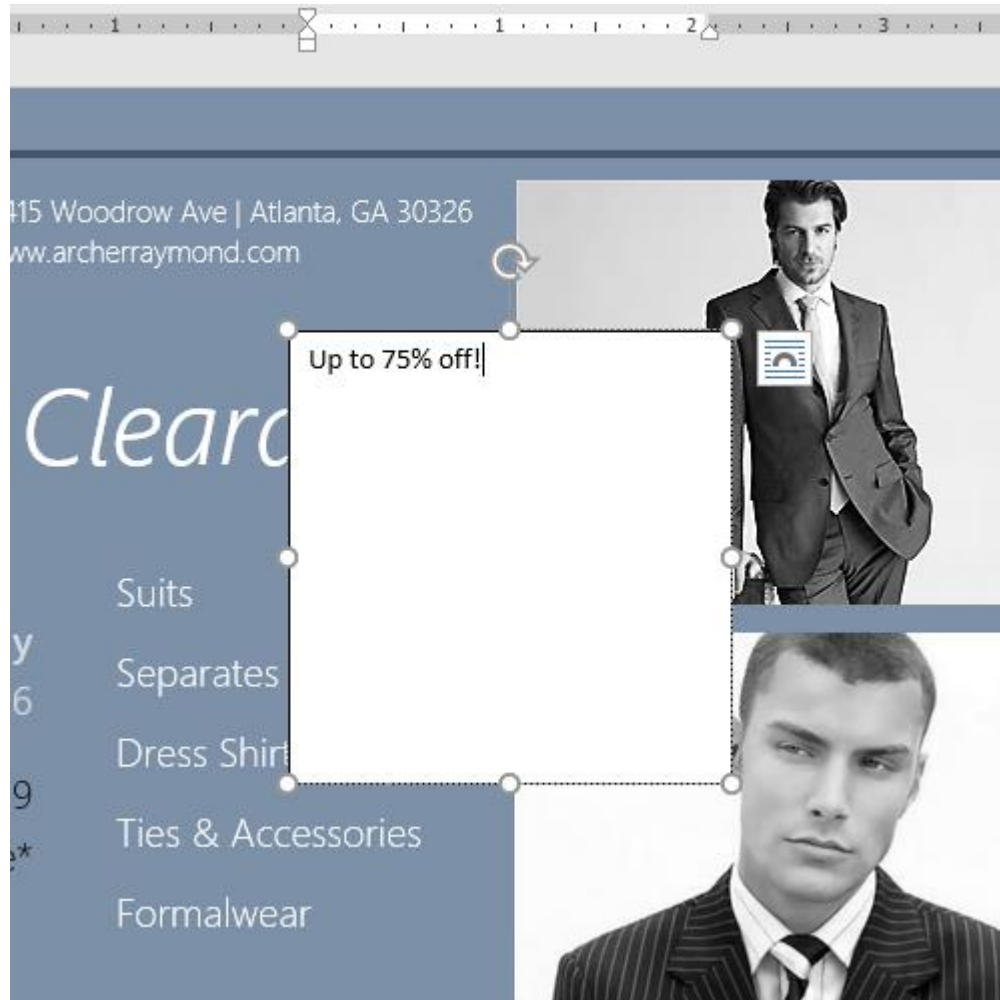 1 1 2 3
415 Woodrow Ave | Atlanta, GA 30326
ww.archerraymond.com
Up to 75% off!
Cleara
Suits
y
Separates
6
Dress Shirt
9
Ties & Accessories
e*
Formalwear